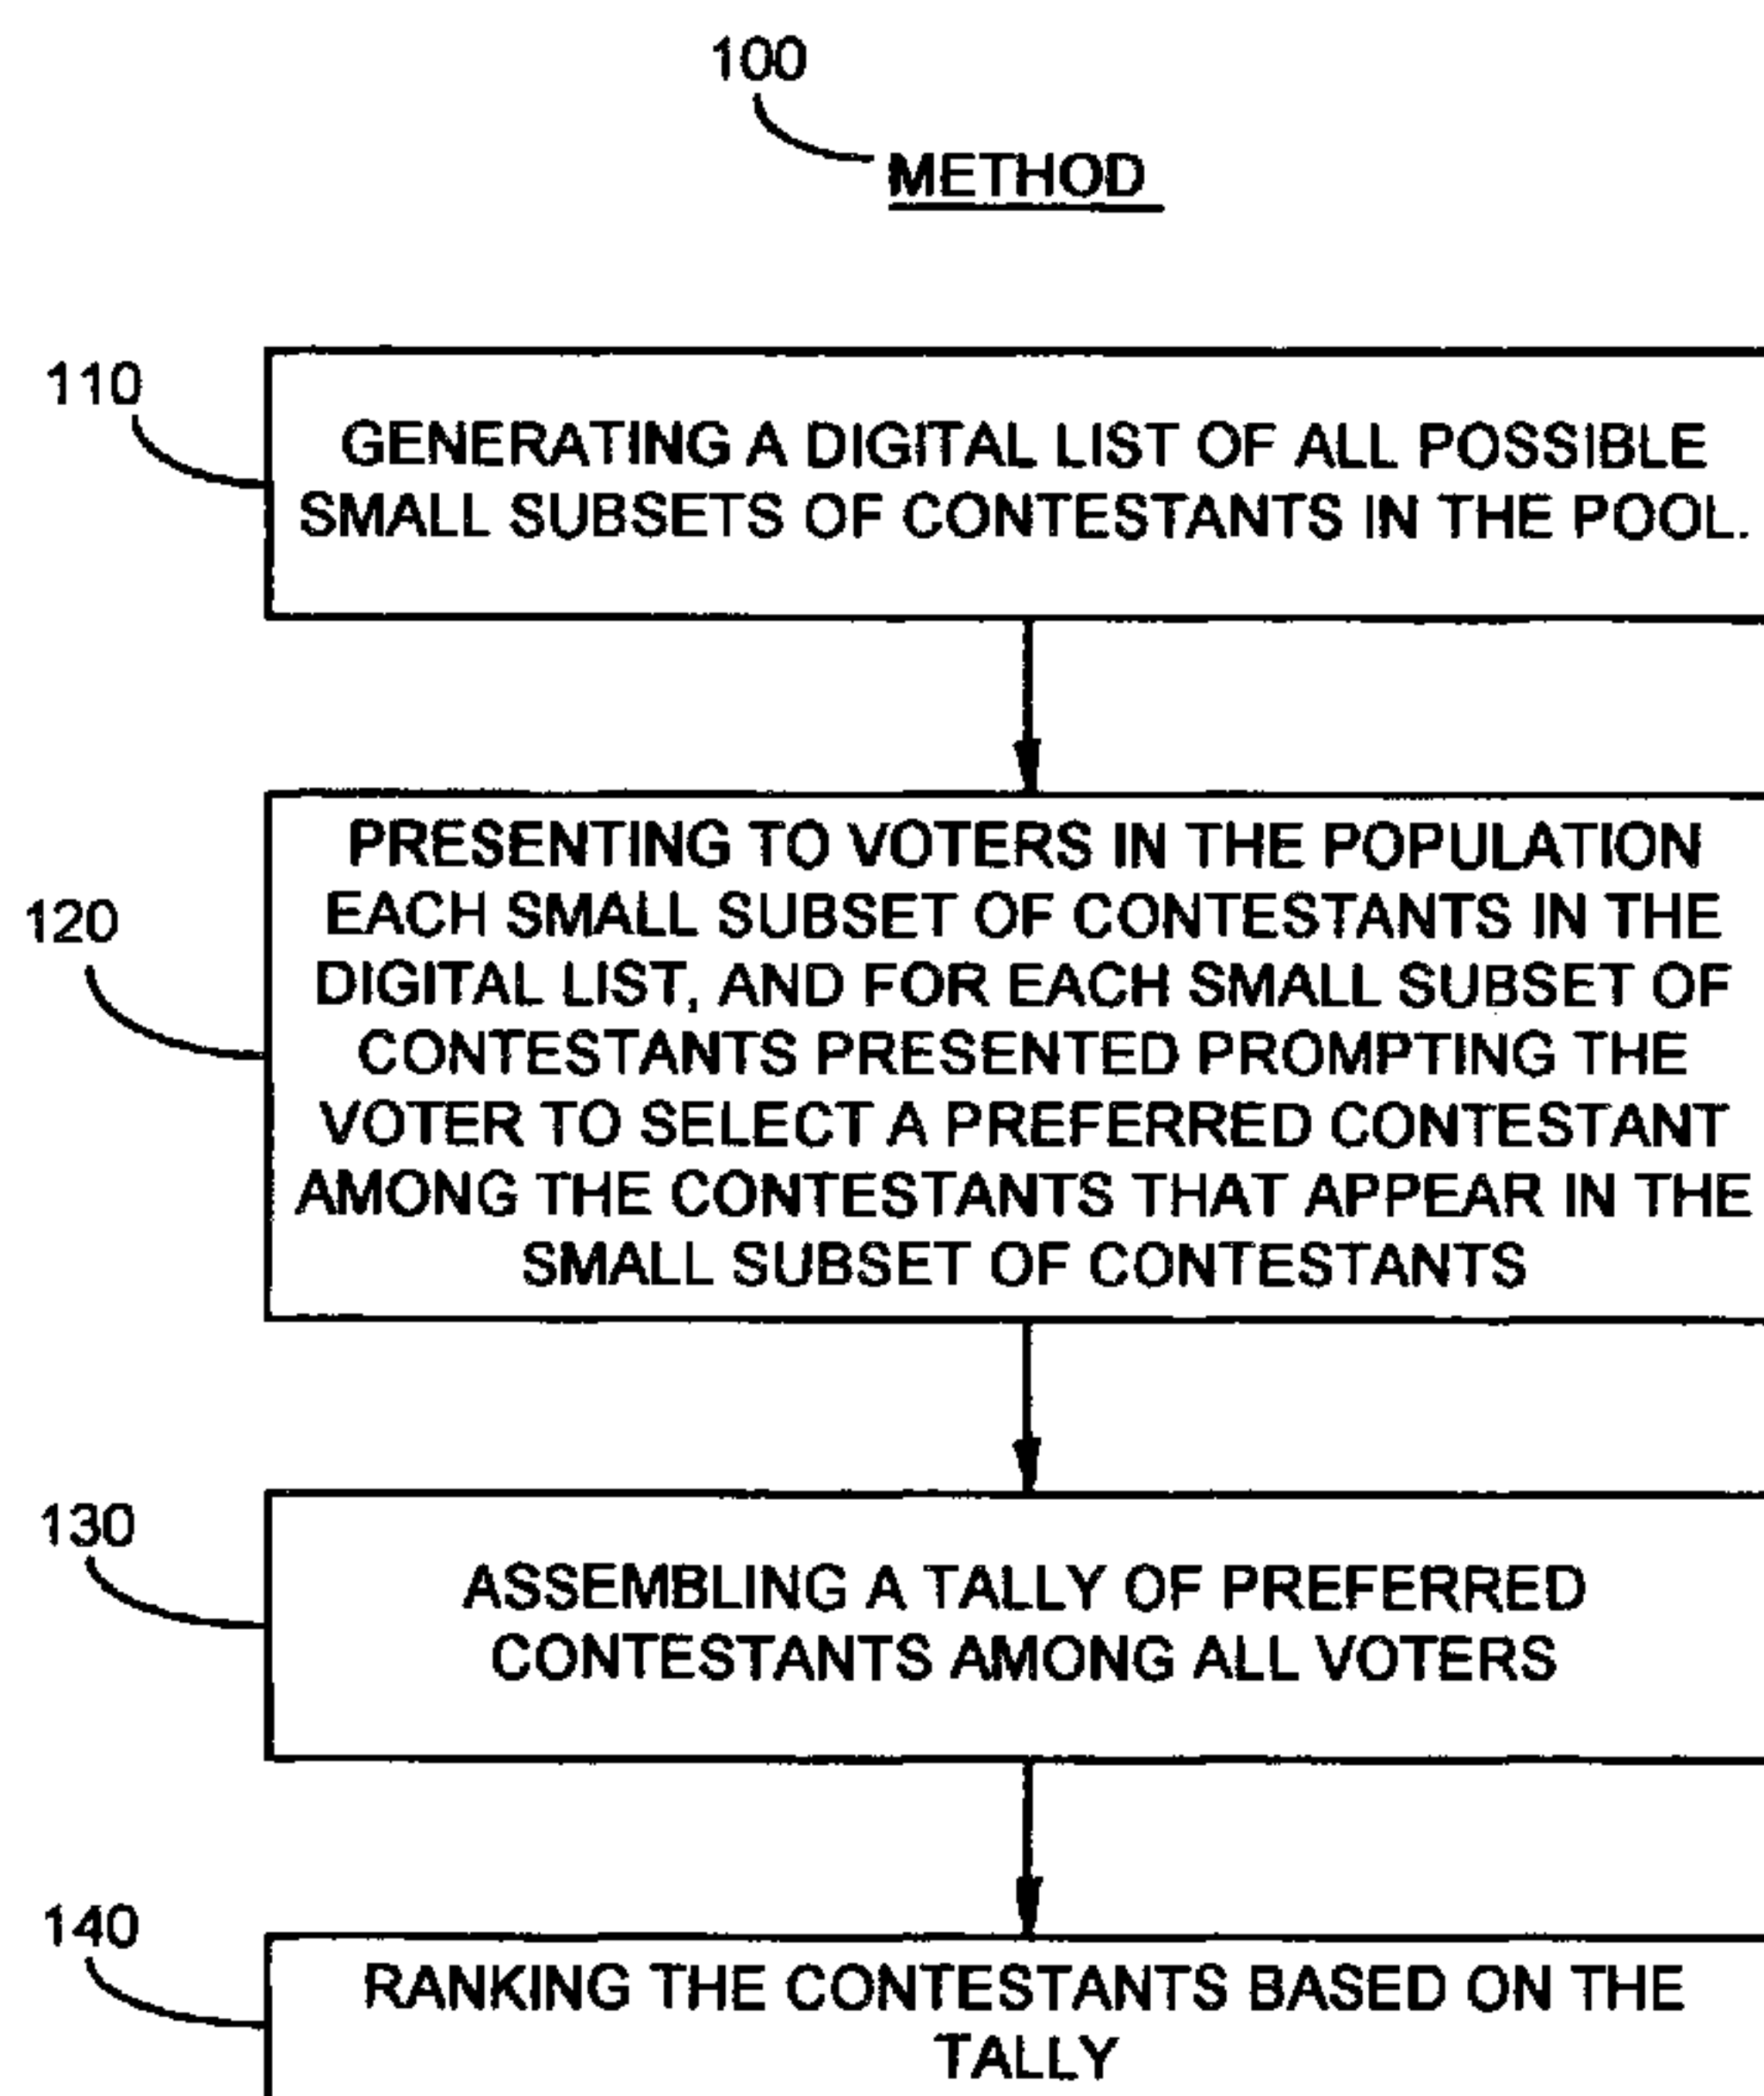 100
METHOD
110
GENERATING A DIGITAL LIST OF ALL POSSIBLE
SMALL SUBSETS OF CONTESTANTS IN THE POOL.
120
PRESENTING TO VOTERS IN THE POPULATION
EACH SMALL SUBSET OF CONTESTANTS IN THE
DIGITAL LIST, AND FOR EACH SMALL SUBSET OF
CONTESTANTS PRESENTED PROMPTING THE
VOTER TO SELECT A PREFERRED CONTESTANT
AMONG THE CONTESTANTS THAT APPEAR IN THE
SMALL SUBSET OF CONTESTANTS
130
ASSEMBLING A TALLY OF PREFERRED
CONTESTANTS AMONG ALL VOTERS
140
RANKING THE CONTESTANTS BASED ON THE
TALLY